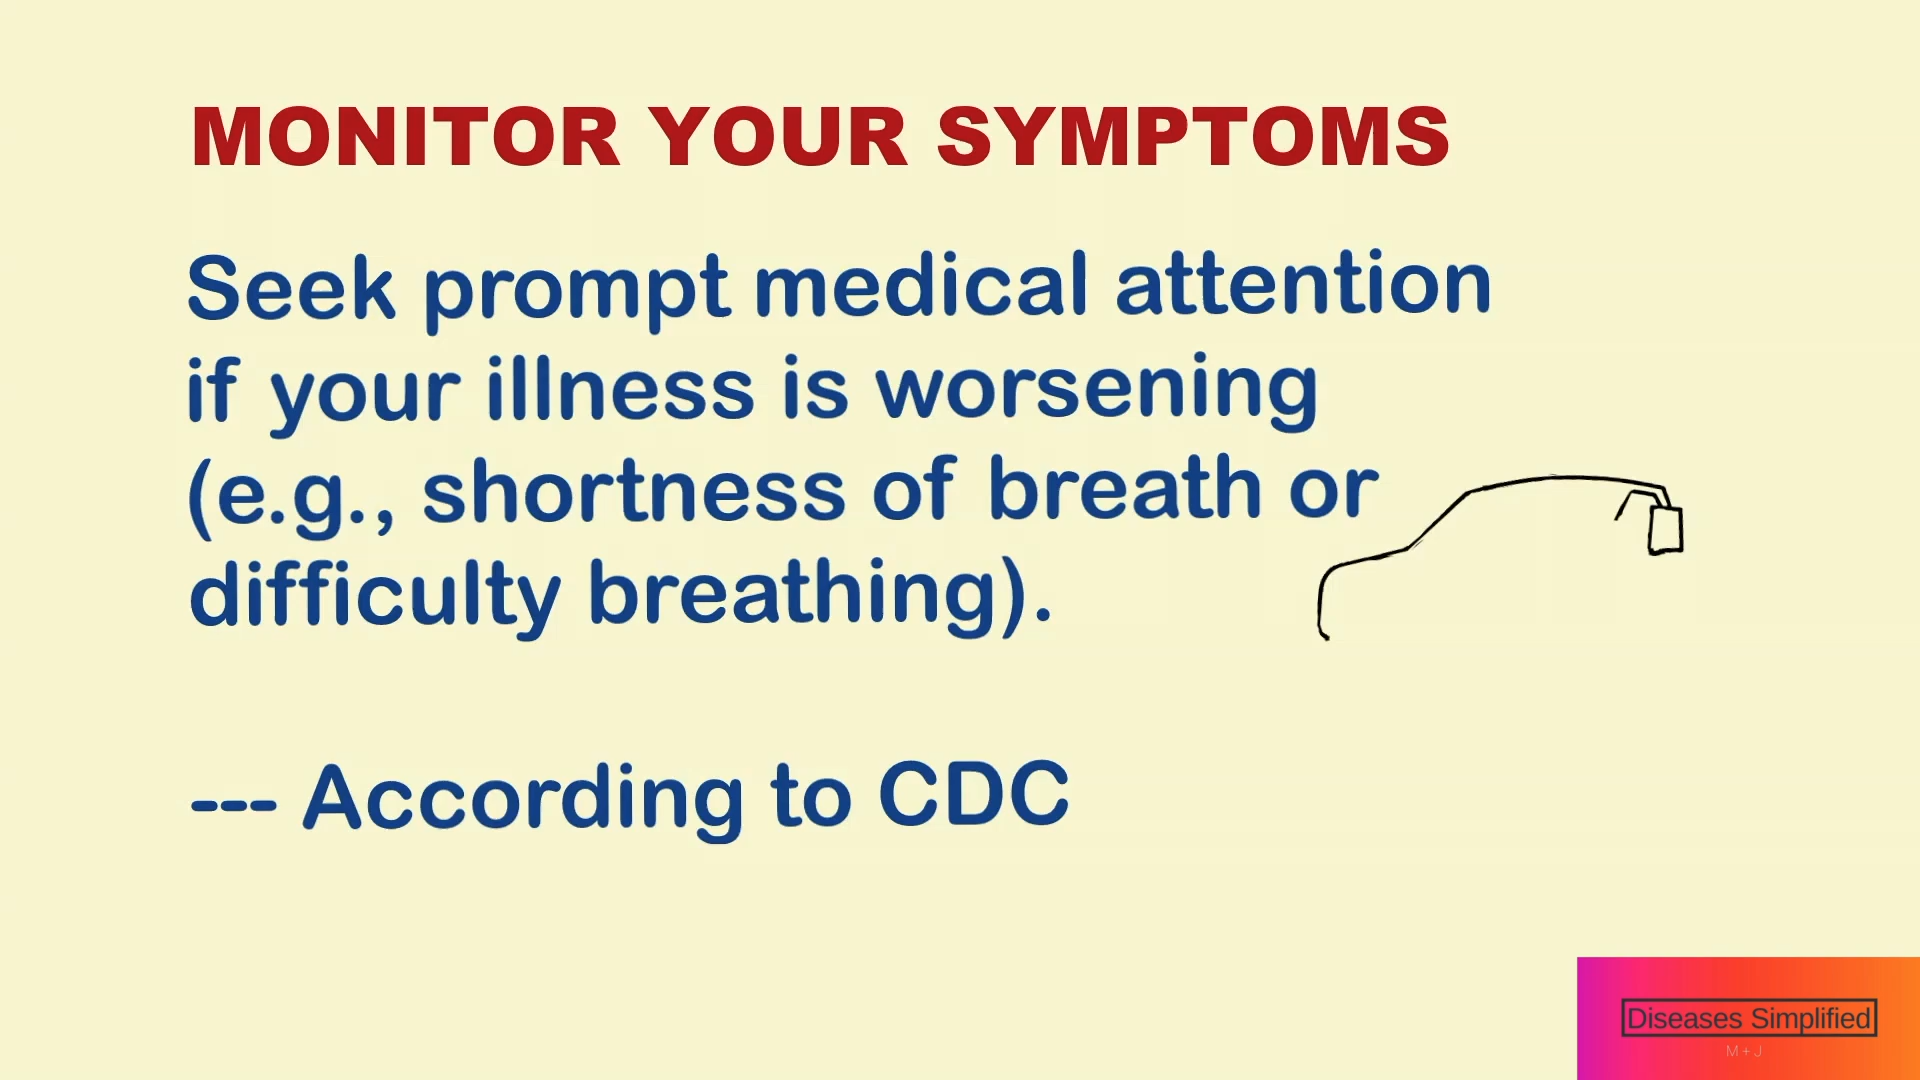 MONITOR YOUR SYMPTOMS
Seek prompt medical attention
if your illness is worsening
(e.g., shortness of breath or
difficulty breathing).
--- According to CDC
Diseases Simplified
M + J